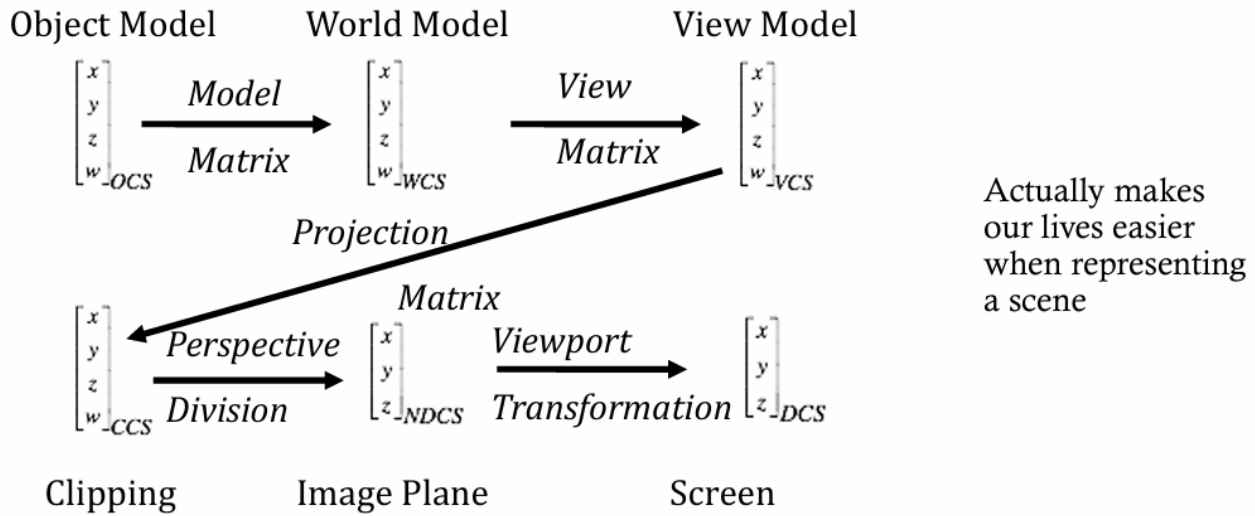 Object Model World Model View Model
x x x
Model View
y y y
z z z
Matrix Matrix
w OCS w WCS w VCS
Actually makes
our lives easier
when representing
a scene
Projection
Matrix
x x x
Perspective Viewport
y y y
z z NDCS z DCS
Division Transformation
w CCS
Clipping Image Plane Screen